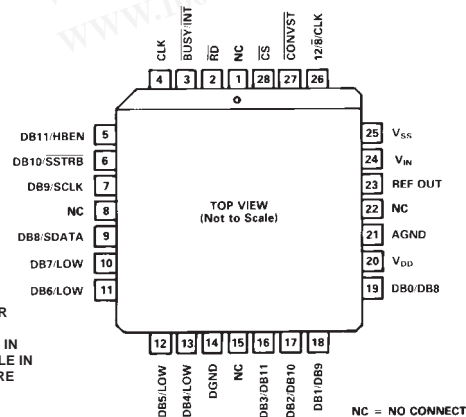 CLK
BUSY/INT
RD
NC
CS
CONVST
12/8/CLK
4
3
2
1
28
27
26
DB11/HBEN 5
DB10/SSTRB 6
DB9/SCLK 7
NC 8
DB8/SDATA 9
DB7/LOW 10
DB6/LOW 11
TOP VIEW
(Not to Scale)
25 VSS
24 VIN
23 REF OUT
22 NC
21 AGND
20 VDD
19 DB0/DB8
12
13
14
15
16
17
18
DB5/LOW
DB4/LOW
DGND
NC
DB3/DB11
DB2/DB10
DB1/DB9
R
IN
LE IN
RE
NC = NO CONNECT